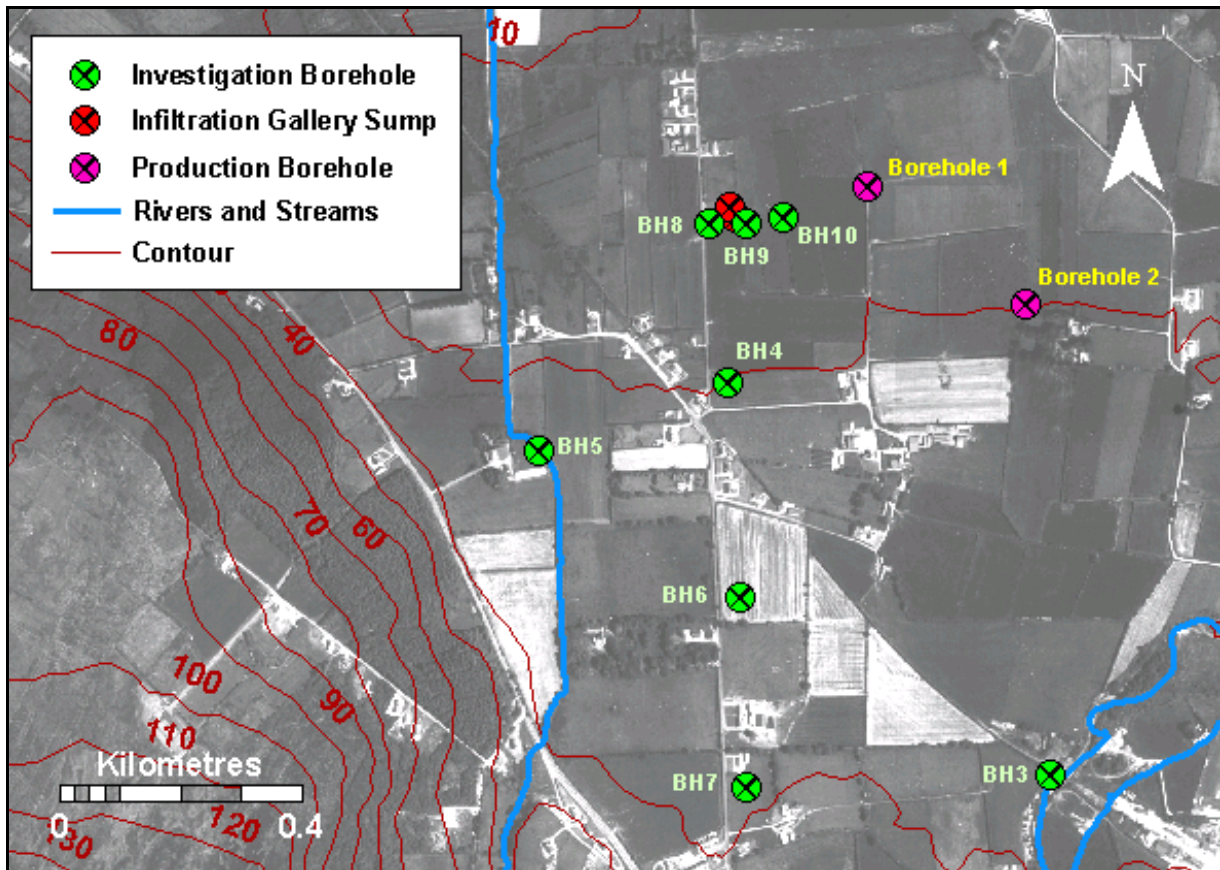 10
Investigation Borehole
Infiltration Gallery Sump
Production Borehole
Rivers and Streams
Contour
N
Borehole 1
BH8
BH9
BH10
Borehole 2
80
40
BH4
BH5
70
60
BH6
100
90
110
Kilometres
BH7
BH3
0
0.4
120
130